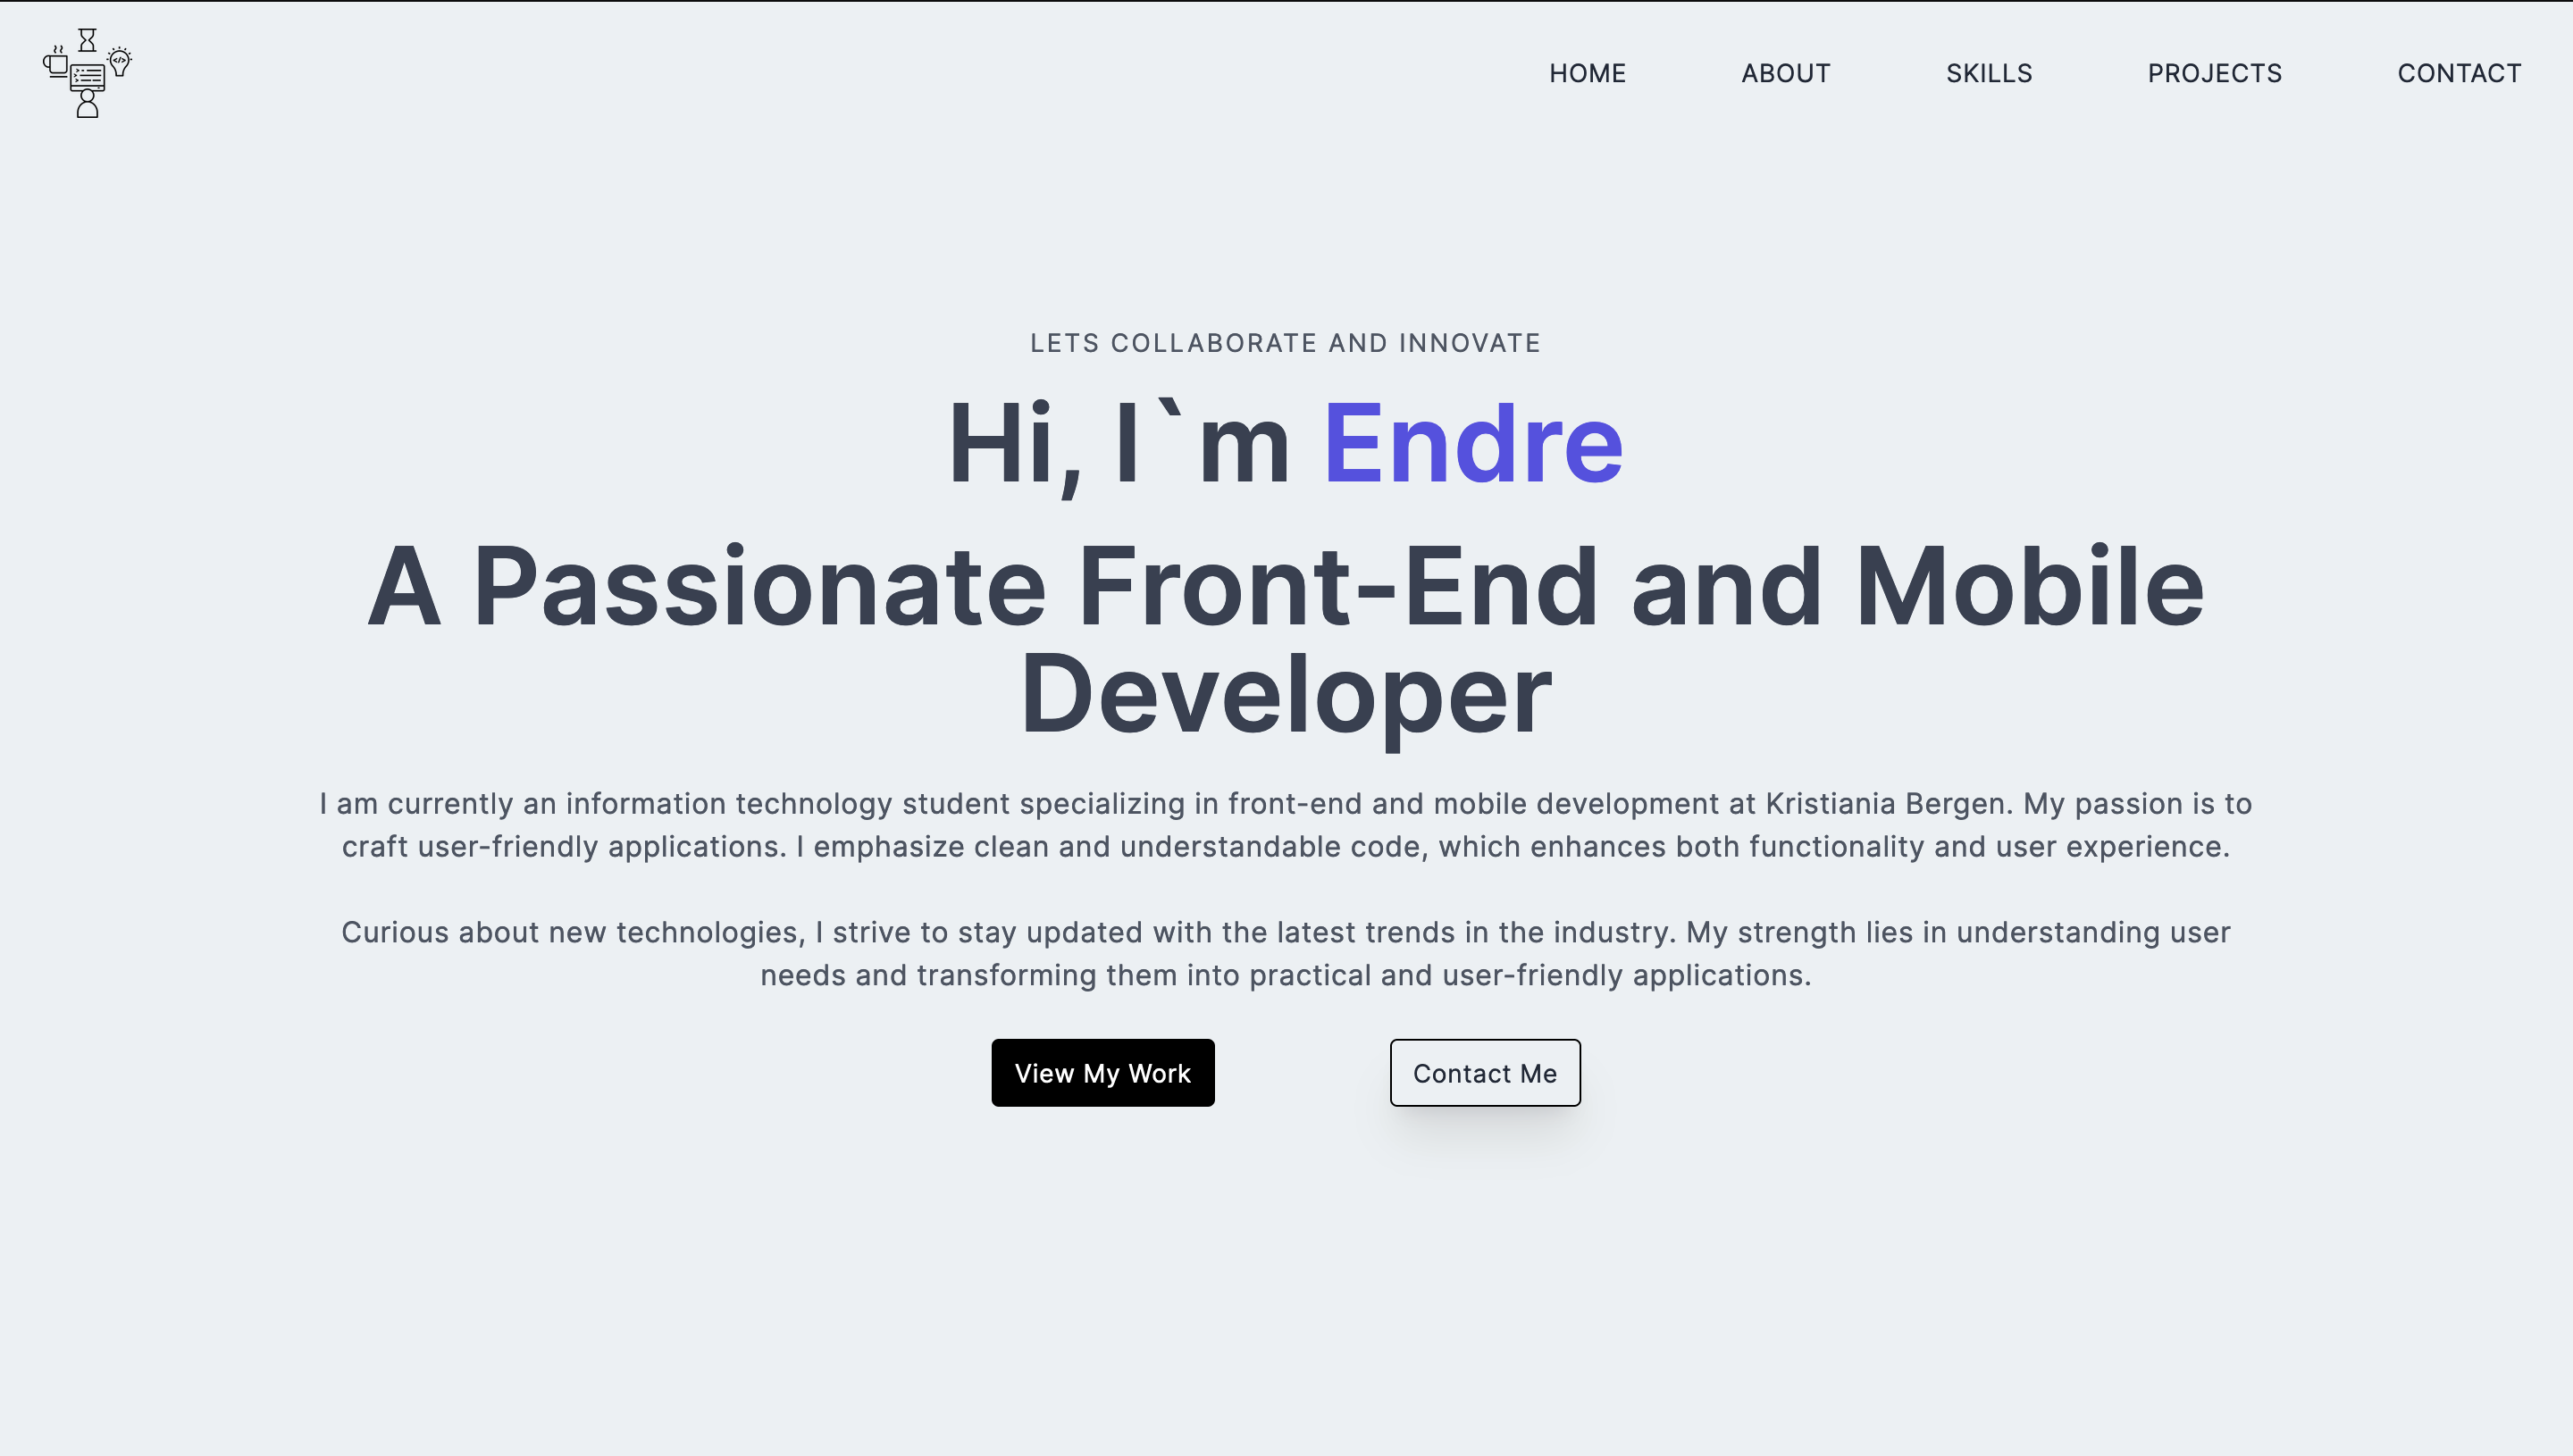 HOME ABOUT SKILLS PROJECTS CONTACT
LETS COLLABORATE AND INNOVATE
Hi, I`m Endre
A Passionate Front-End and Mobile
Developer
I am currently an information technology student specializing in front-end and mobile development at Kristiania Bergen. My passion is to
craft user-friendly applications. I emphasize clean and understandable code, which enhances both functionality and user experience.
Curious about new technologies, I strive to stay updated with the latest trends in the industry. My strength lies in understanding user
needs and transforming them into practical and user-friendly applications.
View My Work Contact Me